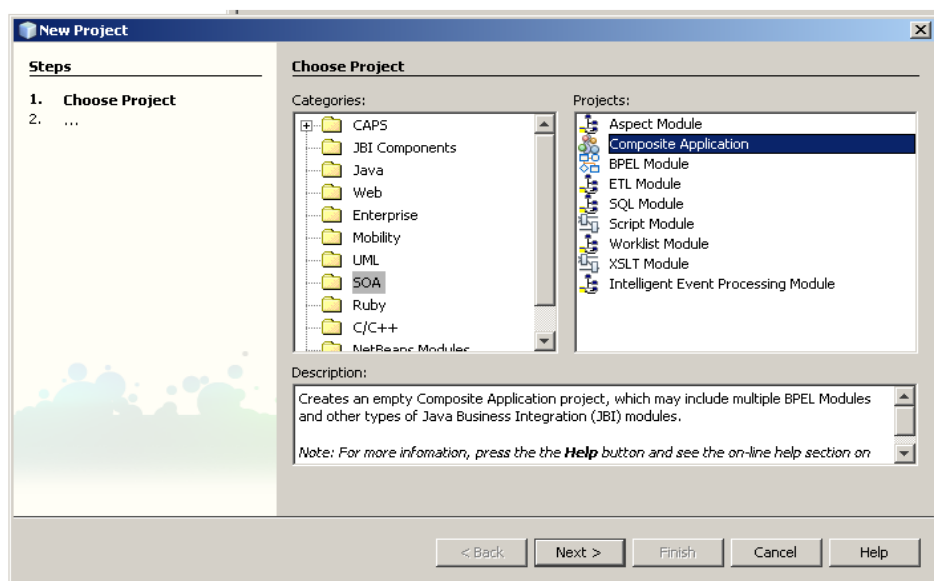 New Project
Steps
1. Choose Project
2. ...
Choose Project
Categories:
CAPS
JBI Components
Java
Web
Enterprise
Mobility
UML
SOA
Ruby
C/C++
NetBeans Modules
Projects:
Aspect Module
Composite Application
BPEL Module
ETL Module
SQL Module
Script Module
Worklist Module
XSLT Module
Intelligent Event Processing Module
Description:
Creates an empty Composite Application project, which may include multiple BPEL Modules
and other types of Java Business Integration (JBI) modules.
Note: For more infomation, press the the Help button and see the on-line help section on
< Back
Next >
Finish
Cancel
Help